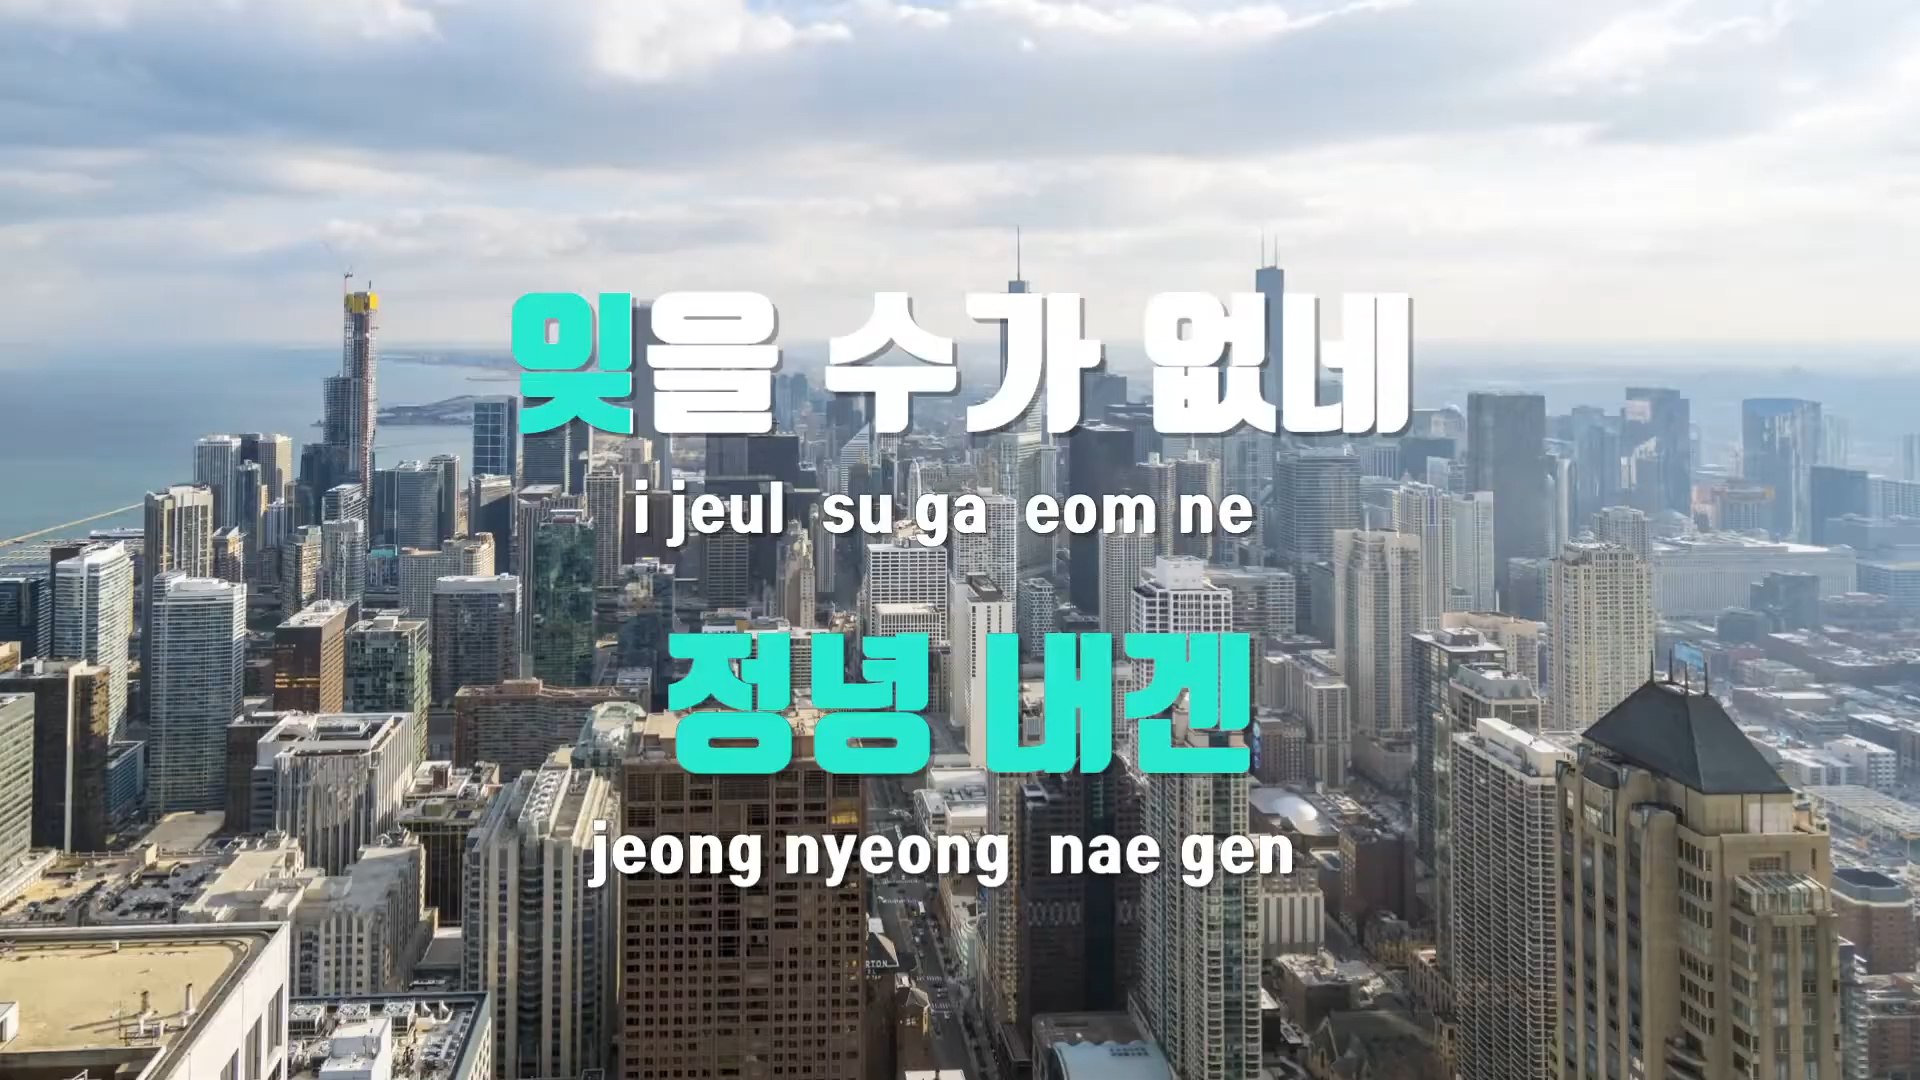 잊을 수가 없네
i jeul su ga eom ne
정녕 내겐
jeong nyeong nae gen